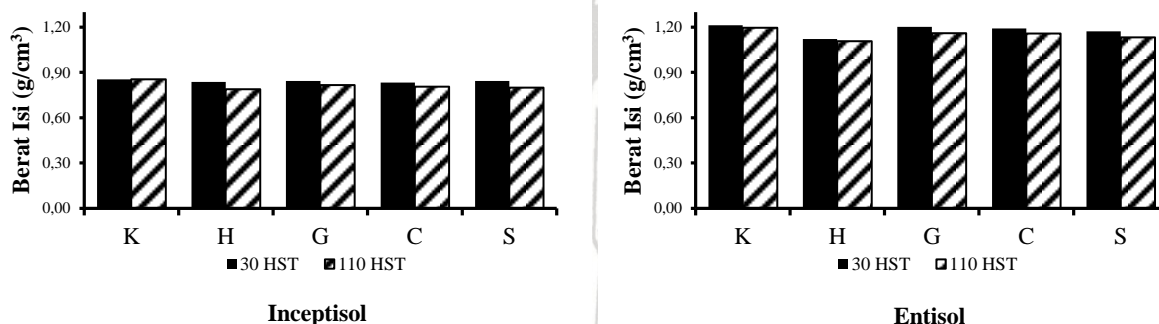 Berat Isi (g/cm³)
1,20
0,90
0,60
0,30
0,00
K H G C S
30 HST 110 HST
Inceptisol
Berat Isi (g/cm³)
1,20
0,90
0,60
0,30
0,00
K H G C S
30 HST 110 HST
Entisol